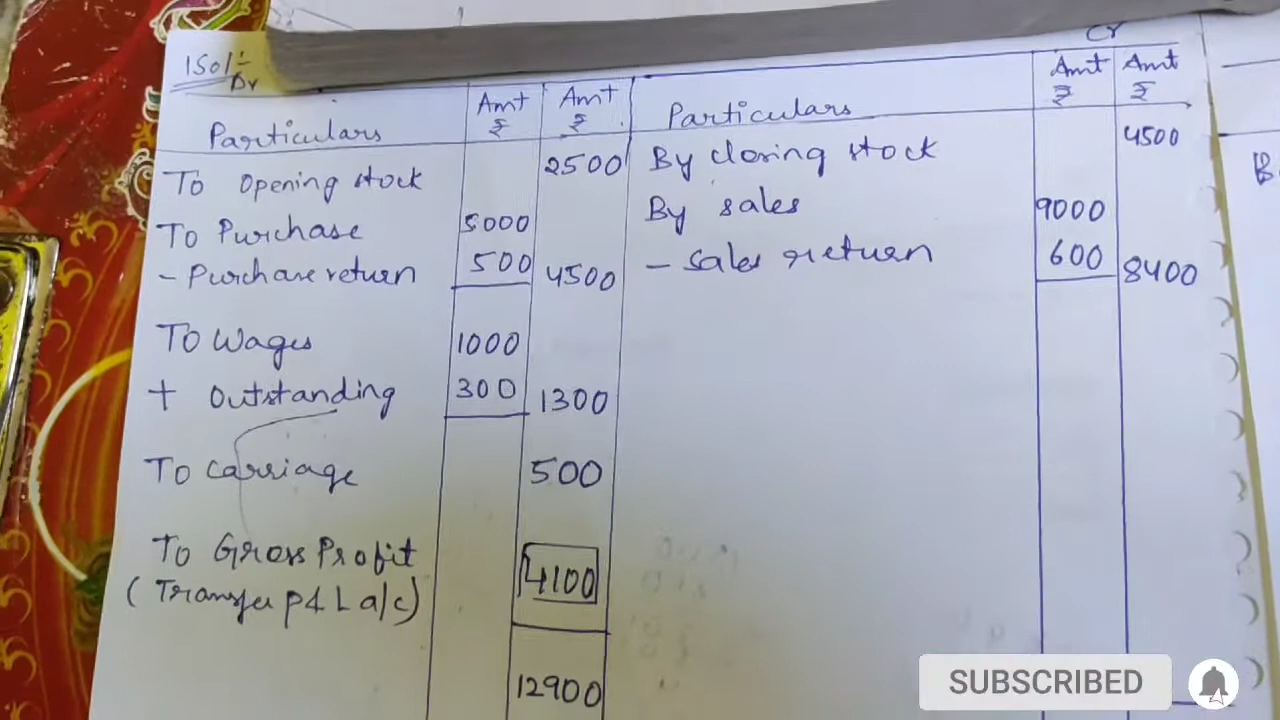 1Sol:-
Dr
Cr
Particulars Amt ₹ Amt ₹ Particulars Amt ₹ Amt ₹
To Opening stock 2500 By closing stock 4500
To Purchase 5000 By sales 9000
- Purchase return 500 4500 - Sales return 600 8400
To Wages 1000
+ Outstanding 300 1300
To Carriage 500
To Gross Profit 4100
(Transfer P&L a/c)
12900
SUBSCRIBED